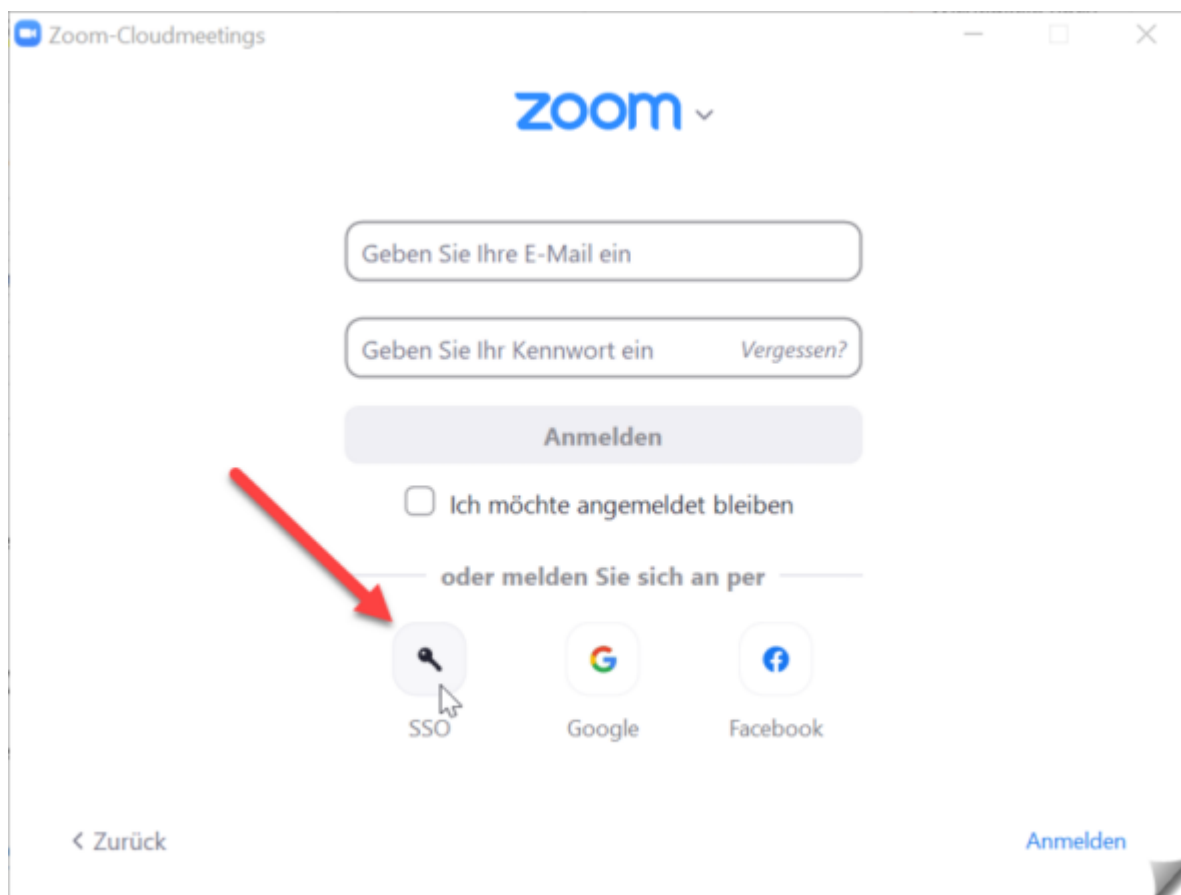 Zoom-Cloudmeetings
zoom
Geben Sie Ihre E-Mail ein
Geben Sie Ihr Kennwort ein Vergessen?
Anmelden
Ich möchte angemeldet bleiben
oder melden Sie sich an per
SSO Google Facebook
Zurück Anmelden